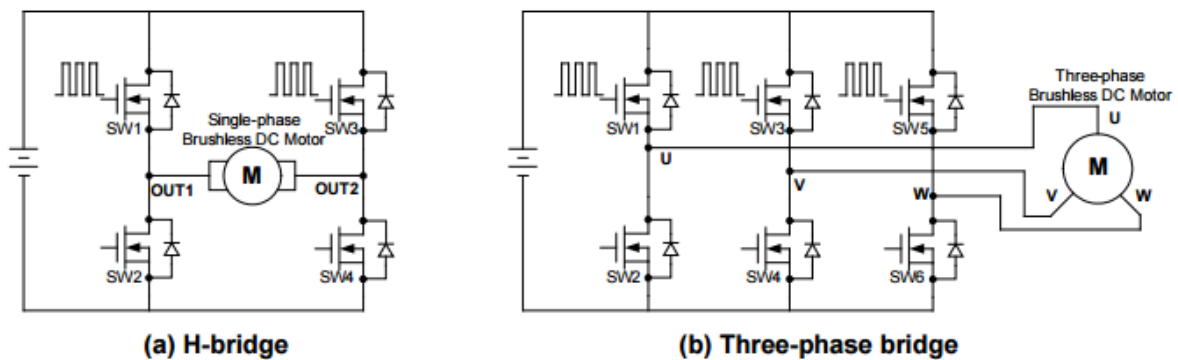 SW1
SW3
Single-phase
Brushless DC Motor
M
OUT1
OUT2
SW2
SW4
(a) H-bridge
SW1
SW3
SW5
Three-phase
Brushless DC Motor
U
M
V
W
U
V
W
SW2
SW4
SW6
(b) Three-phase bridge